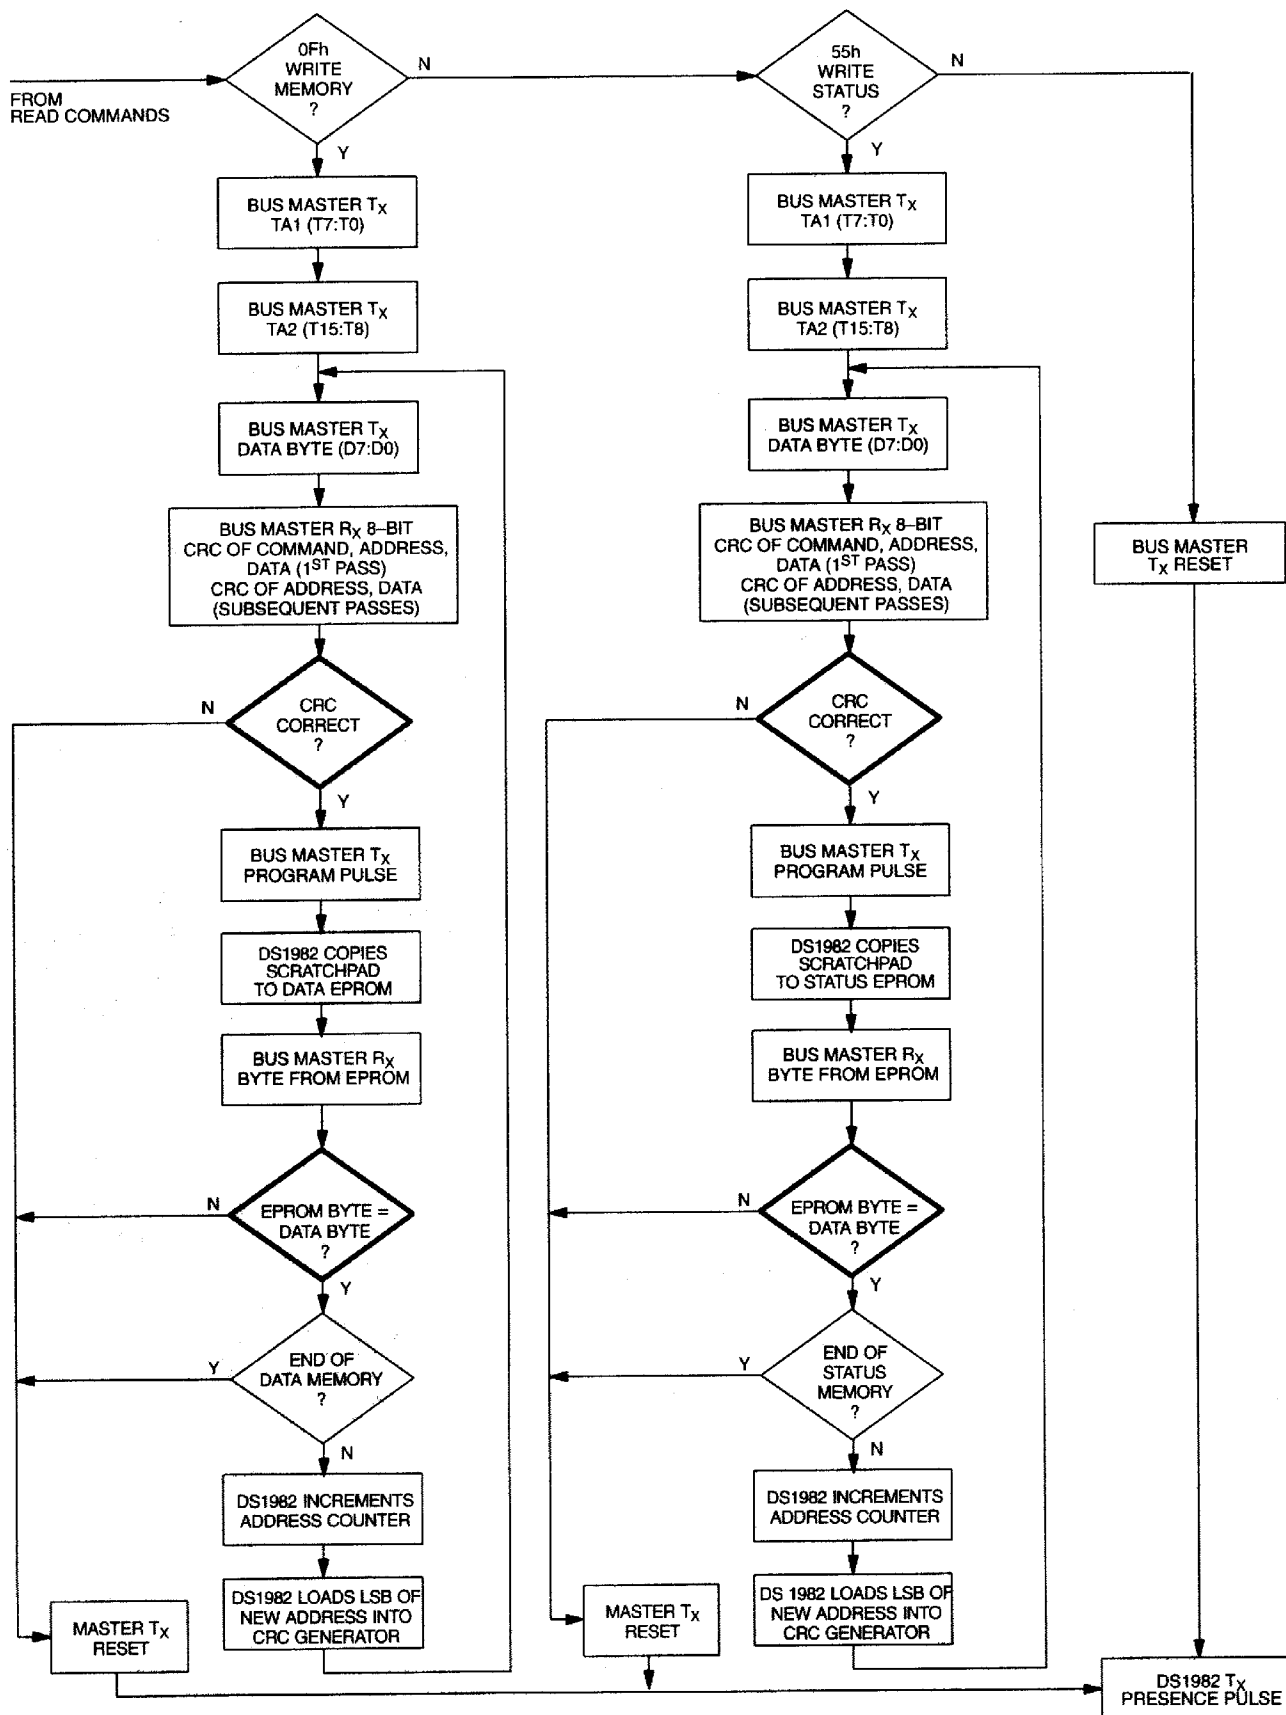 0Fh
WRITE
MEMORY
?
N
Y
FROM
READ COMMANDS
BUS MASTER TX
TA1 (T7:T0)
BUS MASTER TX
TA2 (T15:T8)
BUS MASTER TX
DATA BYTE (D7:D0)
BUS MASTER RX 8–BIT
CRC OF COMMAND, ADDRESS,
DATA (1ST PASS)
CRC OF ADDRESS, DATA
(SUBSEQUENT PASSES)
N
CRC
CORRECT
?
Y
BUS MASTER TX
PROGRAM PULSE
DS1982 COPIES
SCRATCHPAD
TO DATA EPROM
BUS MASTER RX
BYTE FROM EPROM
N
EPROM BYTE =
DATA BYTE
?
Y
Y
END OF
DATA MEMORY
?
N
DS1982 INCREMENTS
ADDRESS COUNTER
DS1982 LOADS LSB OF
NEW ADDRESS INTO
CRC GENERATOR
MASTER TX
RESET
55h
WRITE
STATUS
?
N
Y
BUS MASTER TX
TA1 (T7:T0)
BUS MASTER TX
TA2 (T15:T8)
BUS MASTER TX
DATA BYTE (D7:D0)
BUS MASTER RX 8–BIT
CRC OF COMMAND, ADDRESS,
DATA (1ST PASS)
CRC OF ADDRESS, DATA
(SUBSEQUENT PASSES)
N
CRC
CORRECT
?
Y
BUS MASTER TX
PROGRAM PULSE
DS1982 COPIES
SCRATCHPAD
TO STATUS EPROM
BUS MASTER RX
BYTE FROM EPROM
N
EPROM BYTE =
DATA BYTE
?
Y
Y
END OF
STATUS
MEMORY
?
N
DS1982 INCREMENTS
ADDRESS COUNTER
DS 1982 LOADS LSB OF
NEW ADDRESS INTO
CRC GENERATOR
MASTER TX
RESET
BUS MASTER
TX RESET
DS1982 TX
PRESENCE PULSE